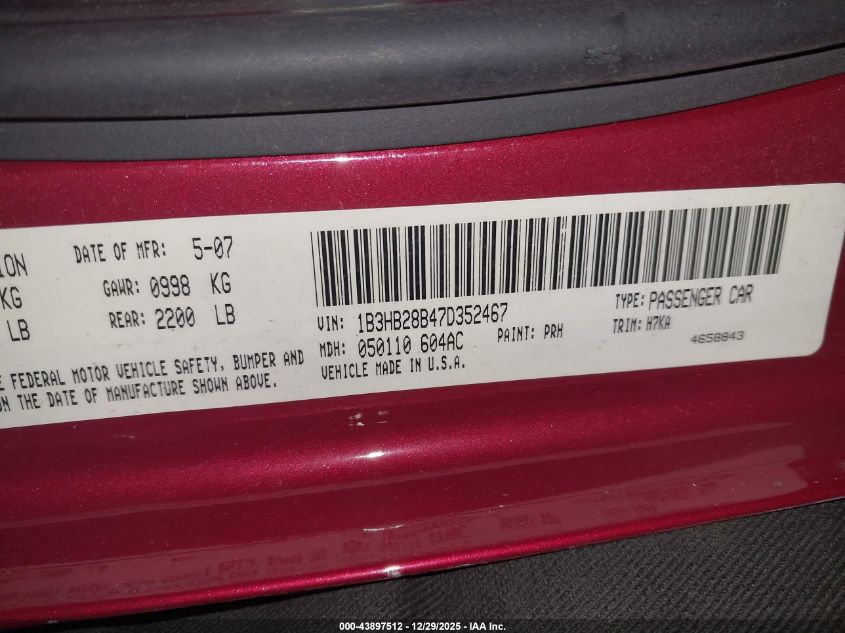 ION
DATE OF MFR: 5-07
KG
GAWR: 0998 KG
LB
REAR: 2200 LB
E FEDERAL MOTOR VEHICLE SAFETY, BUMPER AND
ON THE DATE OF MANUFACTURE SHOWN ABOVE.
VIN: 1B3HB28B47D352467
TYPE: PASSENGER CAR
MDH: 050110 604AC
PAINT: PRH
TRIM: H7KA
VEHICLE MADE IN U.S.A.
4658843
000-43897512 - 12/29/2025 - IAA Inc.